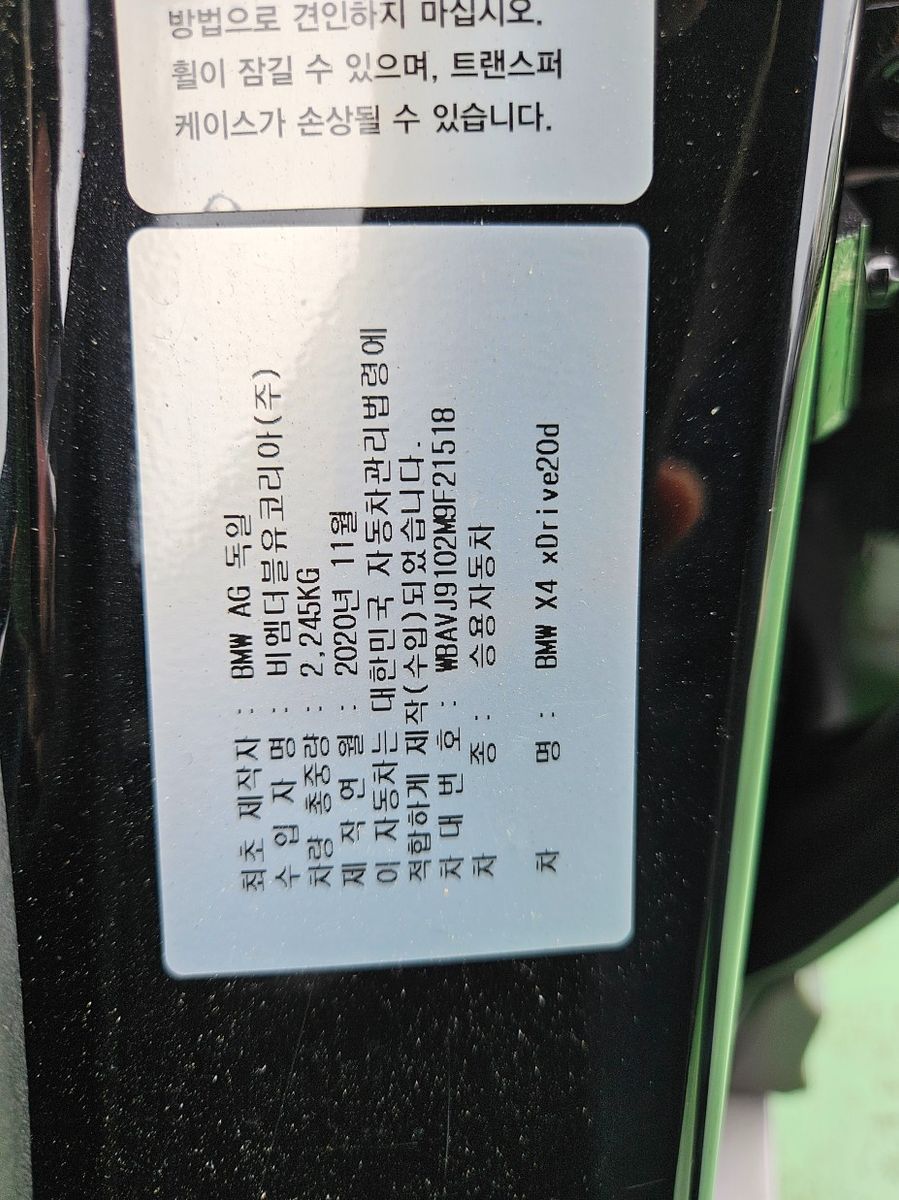 방법으로 견인하지 마십시오.
휠이 잠길 수 있으며, 트랜스퍼
케이스가 손상될 수 있습니다.
최초 제작자 : BMW AG 독일
수 입 자 명 : 비엠더블유코리아(주)
차량 총중량 : 2,245KG
제 작 연 월 : 2020년 11월
이 자동차는 대한민국 자동차관리법령에
적합하게 제작(수입)되었습니다.
차 대 번 호 : WBAVJ9102M9F21518
차 종 : 승용자동차
차 명 : BMW X4 xDrive20d